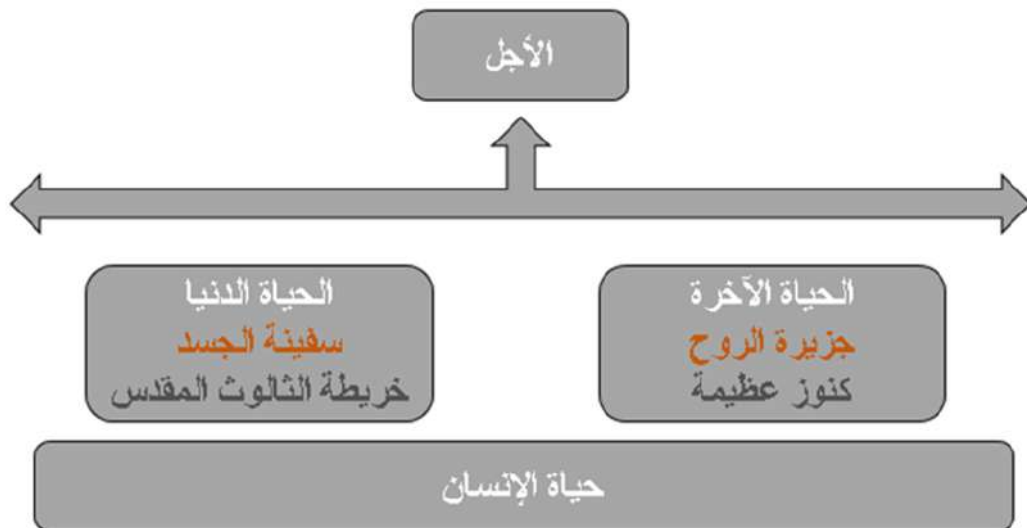 الأجل
الحياة الآخرة
جزيرة الروح
كنوز عظيمة
الحياة الدنيا
سفينة الجسد
خريطة الثالوث المقدس
حياة الإنسان